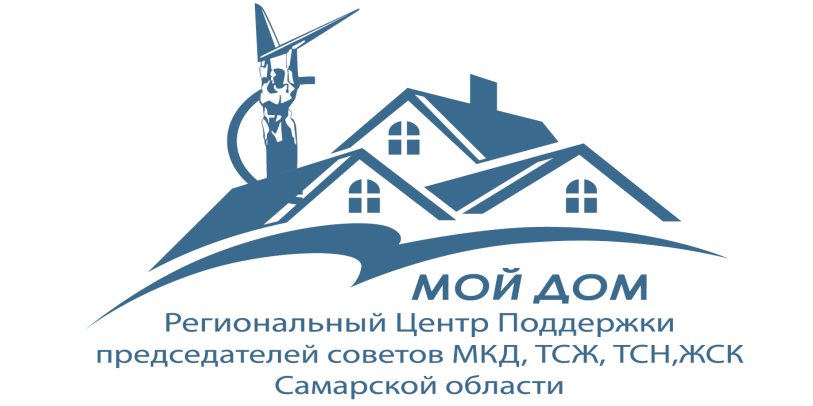 МОЙ ДОМ
Региональный Центр Поддержки
председателей советов МКД, ТСЖ, ТСН,ЖСК
Самарской области